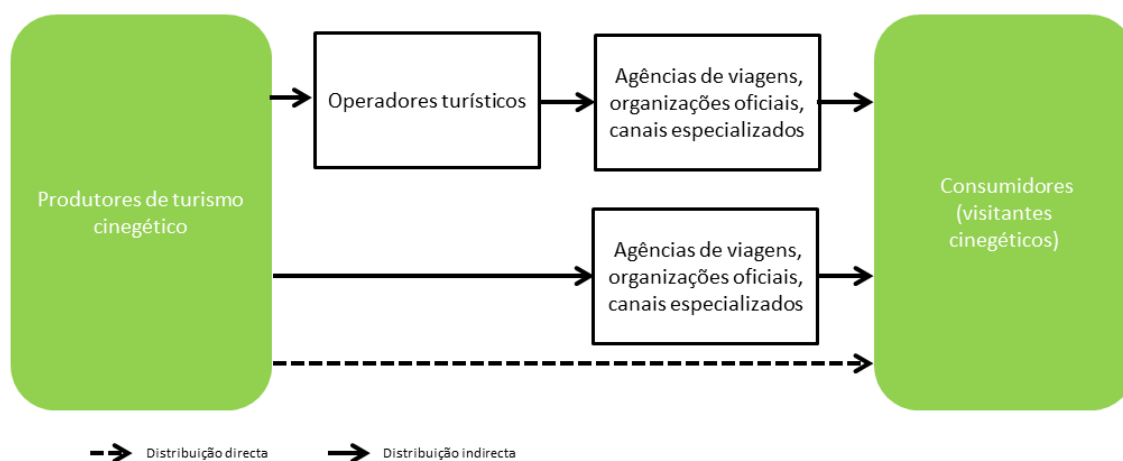 Produtores de turismo
cinegético
Operadores turísticos
Agências de viagens,
organizações oficiais,
canais especializados
Agências de viagens,
organizações oficiais,
canais especializados
Consumidores
(visitantes
cinegéticos)
Distribuição directa
Distribuição indirecta